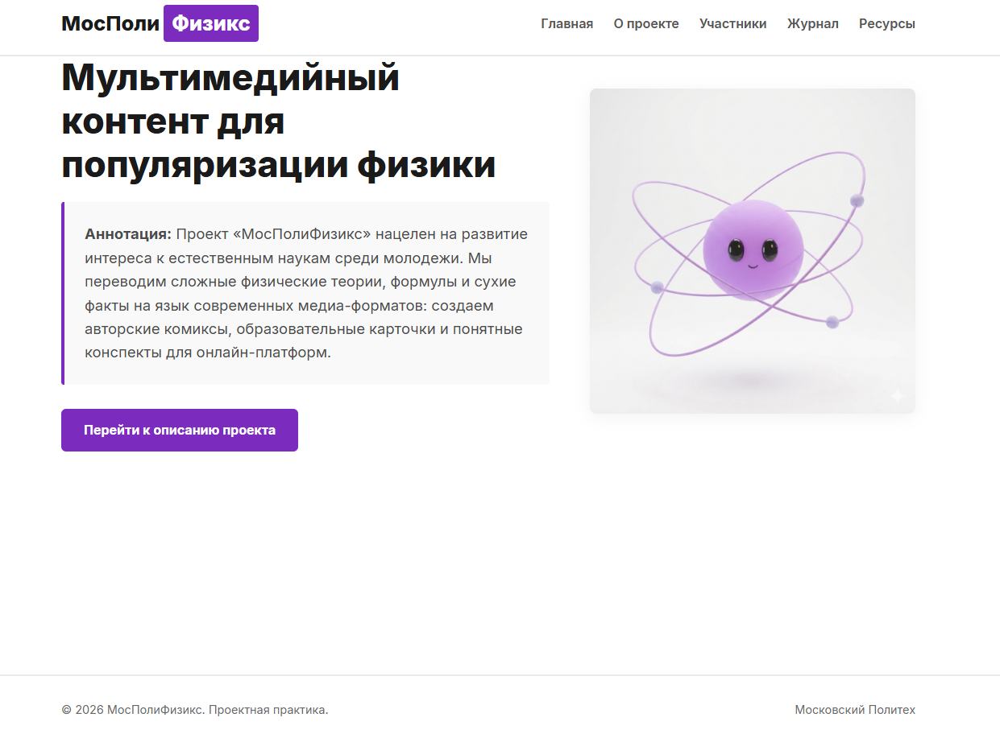 МосПоли Физикс
Главная О проекте Участники Журнал Ресурсы
Мультимедийный
контент для
популяризации физики
Аннотация: Проект «МосПолиФизикс» нацелен на развитие
интереса к естественным наукам среди молодежи. Мы
переводим сложные физические теории, формулы и сухие
факты на язык современных медиа-форматов: создаем
авторские комиксы, образовательные карточки и понятные
конспекты для онлайн-платформ.
Перейти к описанию проекта
© 2026 МосПолиФизикс. Проектная практика.
Московский Политех